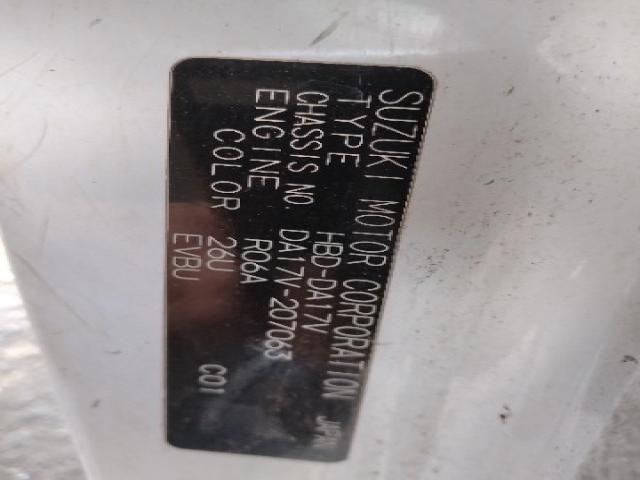 SUZUKI MOTOR CORPORATION JAPAN
TYPE HBD-DA17V
CHASSIS NO. DA17V-207063
ENGINE R06A
COLOR 26U C01
EVBU